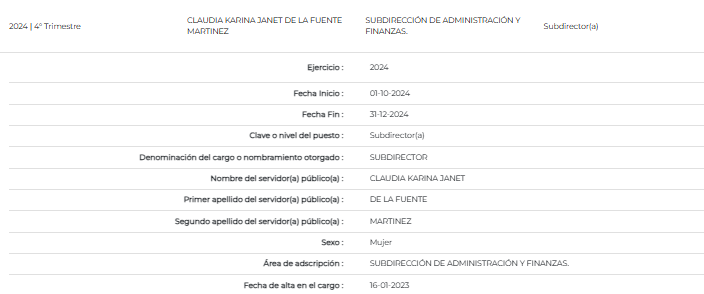 2024 | 4° Trimestre CLAUDIA KARINA JANET DE LA FUENTE SUBDIRECCIÓN DE ADMINISTRACIÓN Y Subdirector(a)
MARTINEZ FINANZAS.
Ejercicio : 2024
Fecha Inicio : 01-10-2024
Fecha Fin : 31-12-2024
Clave o nivel del puesto : Subdirector(a)
Denominación del cargo o nombramiento otorgado : SUBDIRECTOR
Nombre del servidor(a) público(a) : CLAUDIA KARINA JANET
Primer apellido del servidor(a) público(a) : DE LA FUENTE
Segundo apellido del servidor(a) público(a) : MARTINEZ
Sexo : Mujer
Área de adscripción : SUBDIRECCIÓN DE ADMINISTRACIÓN Y FINANZAS.
Fecha de alta en el cargo : 16-01-2023